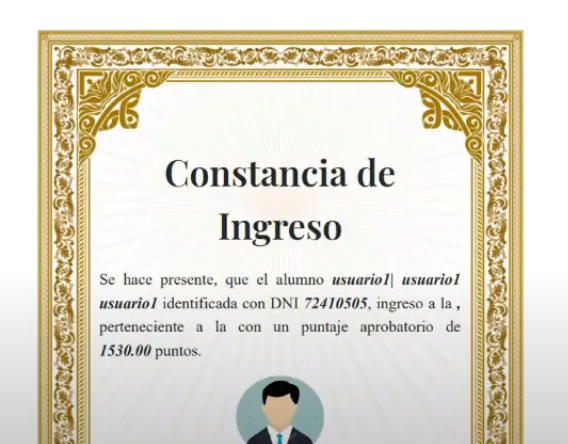 Constancia de
Ingreso
Se hace presente, que el alumno usuario1| usuario1
usuario1 identificada con DNI 72410505, ingreso a la ,
perteneciente a la con un puntaje aprobatorio de
1530.00 puntos.